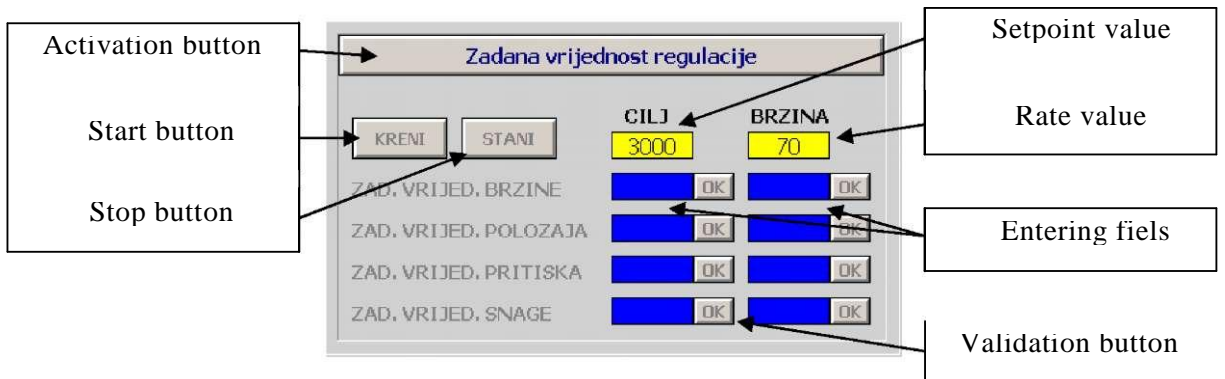 Activation button
Start button
Stop button
Zadana vrijednost regulacije
KRENI STANI
CILJ BRZINA
3000 70
ZAD. VRIJED. BRZINE OK OK
ZAD. VRIJED. POLOZAJA OK OK
ZAD. VRIJED. PRITISKA OK OK
ZAD. VRIJED. SNAGE OK OK
Setpoint value
Rate value
Entering fiels
Validation button